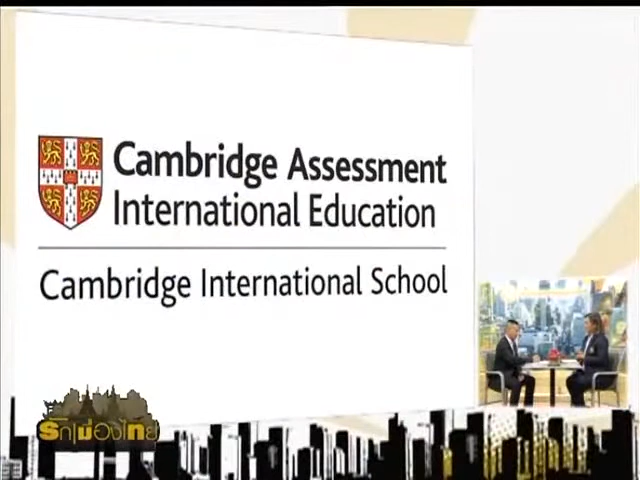 Cambridge Assessment
International Education
Cambridge International School
รักเมืองไทย